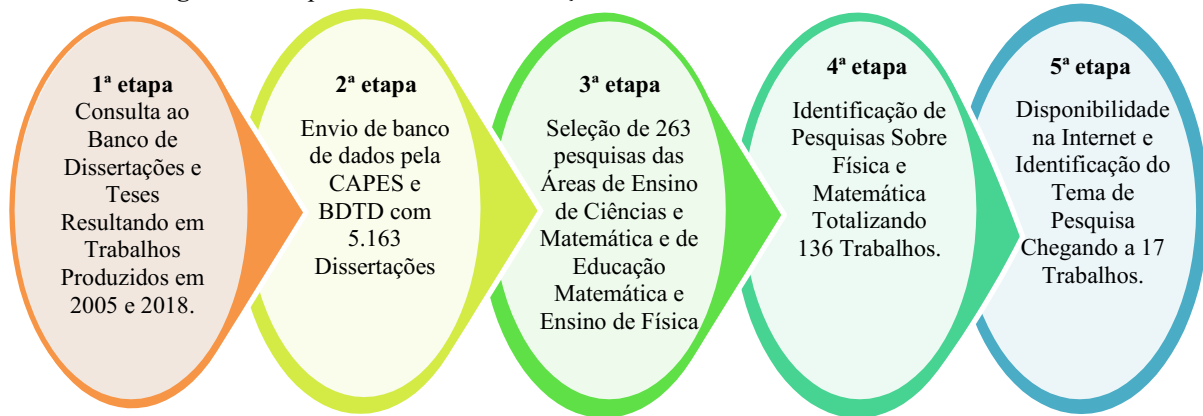 1ª etapa
Consulta ao
Banco de
Dissertações e
Teses
Resultando em
Trabalhos
Produzidos em
2005 e 2018.
2ª etapa
Envio de banco
de dados pela
CAPES e
BDTD com
5.163
Dissertações
3ª etapa
Seleção de 263
pesquisas das
Áreas de Ensino
de Ciências e
Matemática e de
Educação
Matemática e
Ensino de Física
4ª etapa
Identificação de
Pesquisas Sobre
Física e
Matemática
Totalizando
136 Trabalhos.
5ª etapa
Disponibilidade
na Internet e
Identificação do
Tema de
Pesquisa
Chegando a 17
Trabalhos.